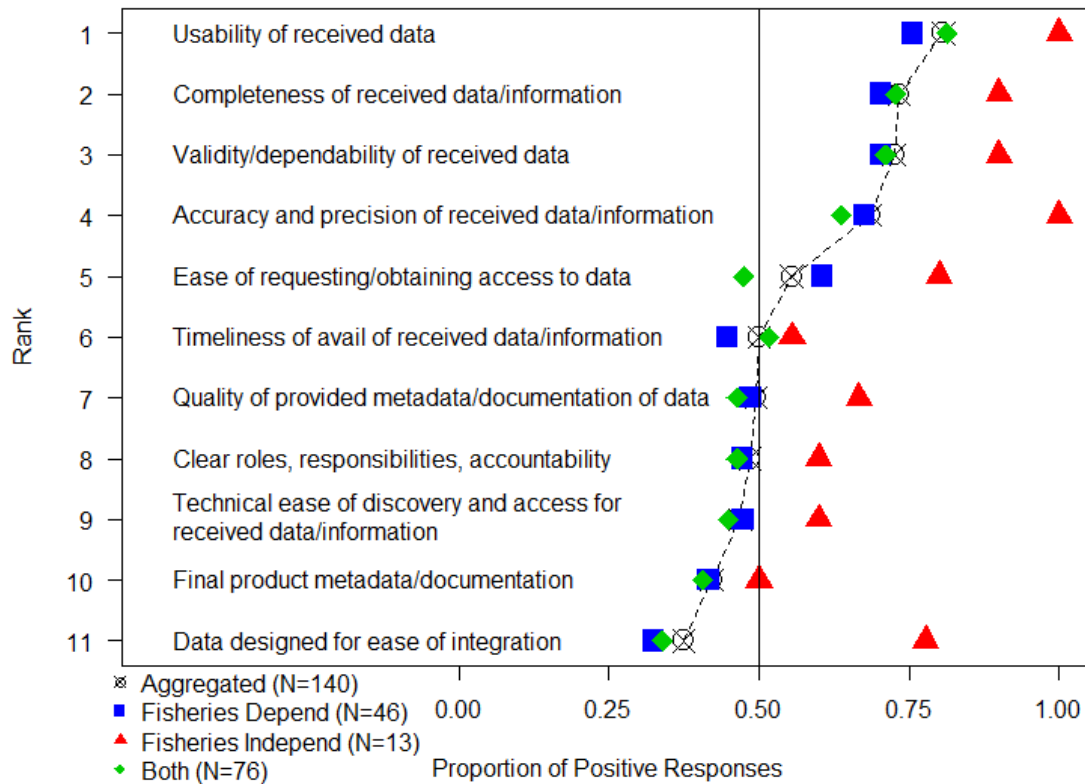 1 Usability of received data
2 Completeness of received data/information
3 Validity/dependability of received data
4 Accuracy and precision of received data/information
5 Ease of requesting/obtaining access to data
Rank
6 Timeliness of avail of received data/information
7 Quality of provided metadata/documentation of data
8 Clear roles, responsibilities, accountability
9 Technical ease of discovery and access for
received data/information
10 Final product metadata/documentation
11 Data designed for ease of integration
0.00 0.25 0.50 0.75 1.00
Aggregated (N=140)
Fisheries Depend (N=46)
Fisheries Independ (N=13)
Both (N=76)
Proportion of Positive Responses